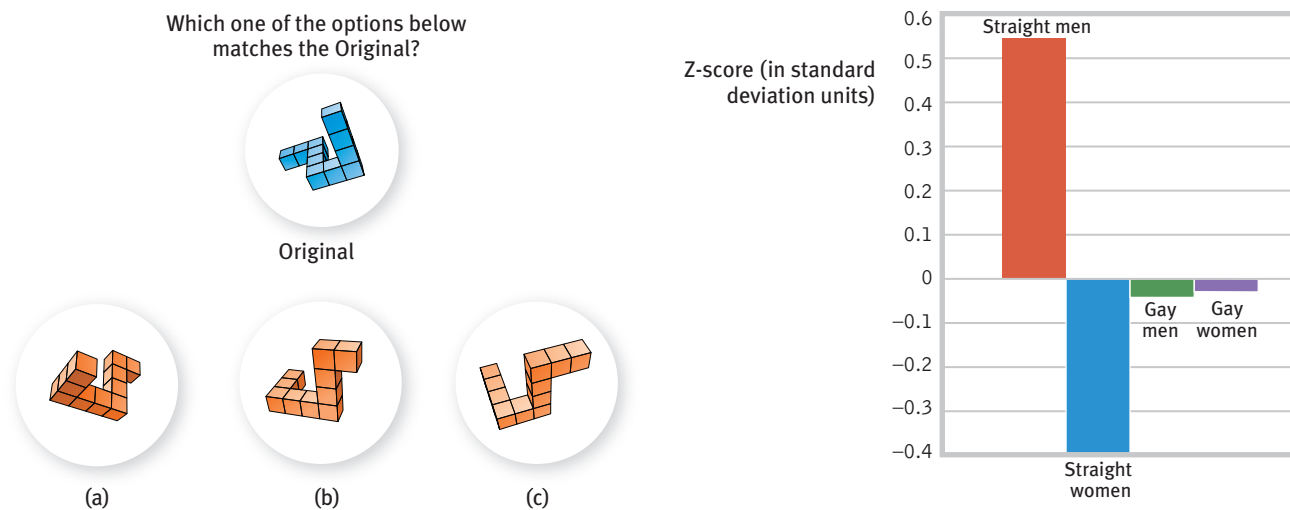 Which one of the options below
matches the Original?
Original
(a)
(b)
(c)
Z-score (in standard
deviation units)
0.6
0.5
0.4
0.3
0.2
0.1
0
−0.1
−0.2
−0.3
−0.4
Straight men
Straight
women
Gay
men
Gay
women